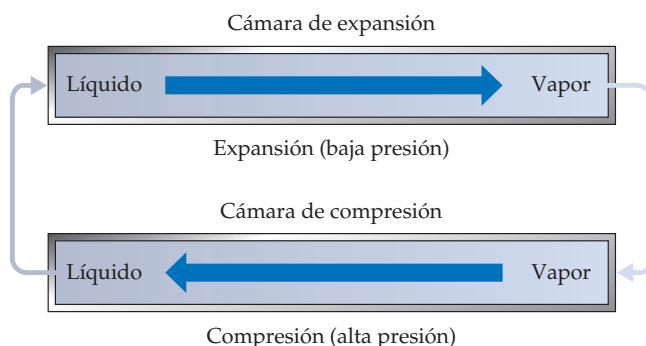 Cámara de expansión
Líquido Vapor
Expansión (baja presión)
Cámara de compresión
Líquido Vapor
Compresión (alta presión)